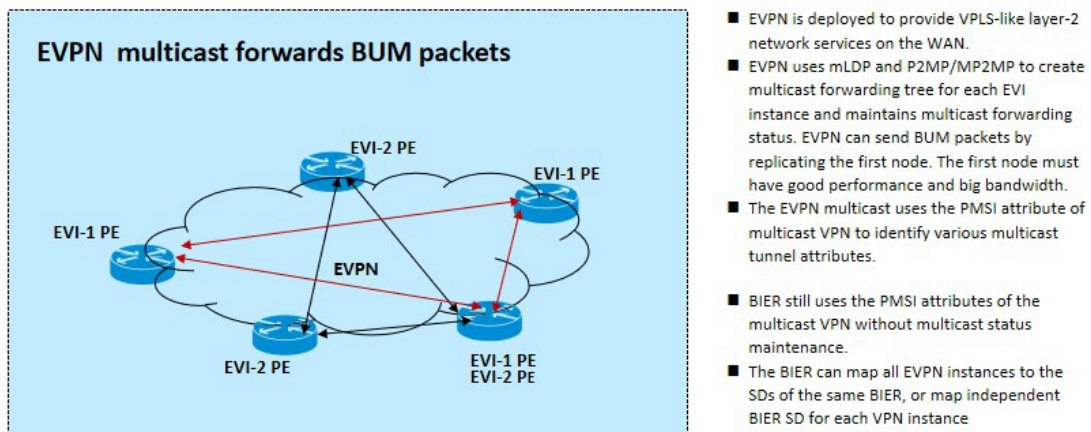 EVPN multicast forwards BUM packets
EVI-2 PE
EVI-1 PE
EVI-1 PE
EVPN
EVI-2 PE
EVI-1 PE
EVI-2 PE
EVPN is deployed to provide VPLS-like layer-2
network services on the WAN.
EVPN uses mLDP and P2MP/MP2MP to create
multicast forwarding tree for each EVI
instance and maintains multicast forwarding
status. EVPN can send BUM packets by
replicating the first node. The first node must
have good performance and big bandwidth.
The EVPN multicast uses the PMSI attribute of
multicast VPN to identify various multicast
tunnel attributes.
BIER still uses the PMSI attributes of the
multicast VPN without multicast status
maintenance.
The BIER can map all EVPN instances to the
SDs of the same BIER, or map independent
BIER SD for each VPN instance